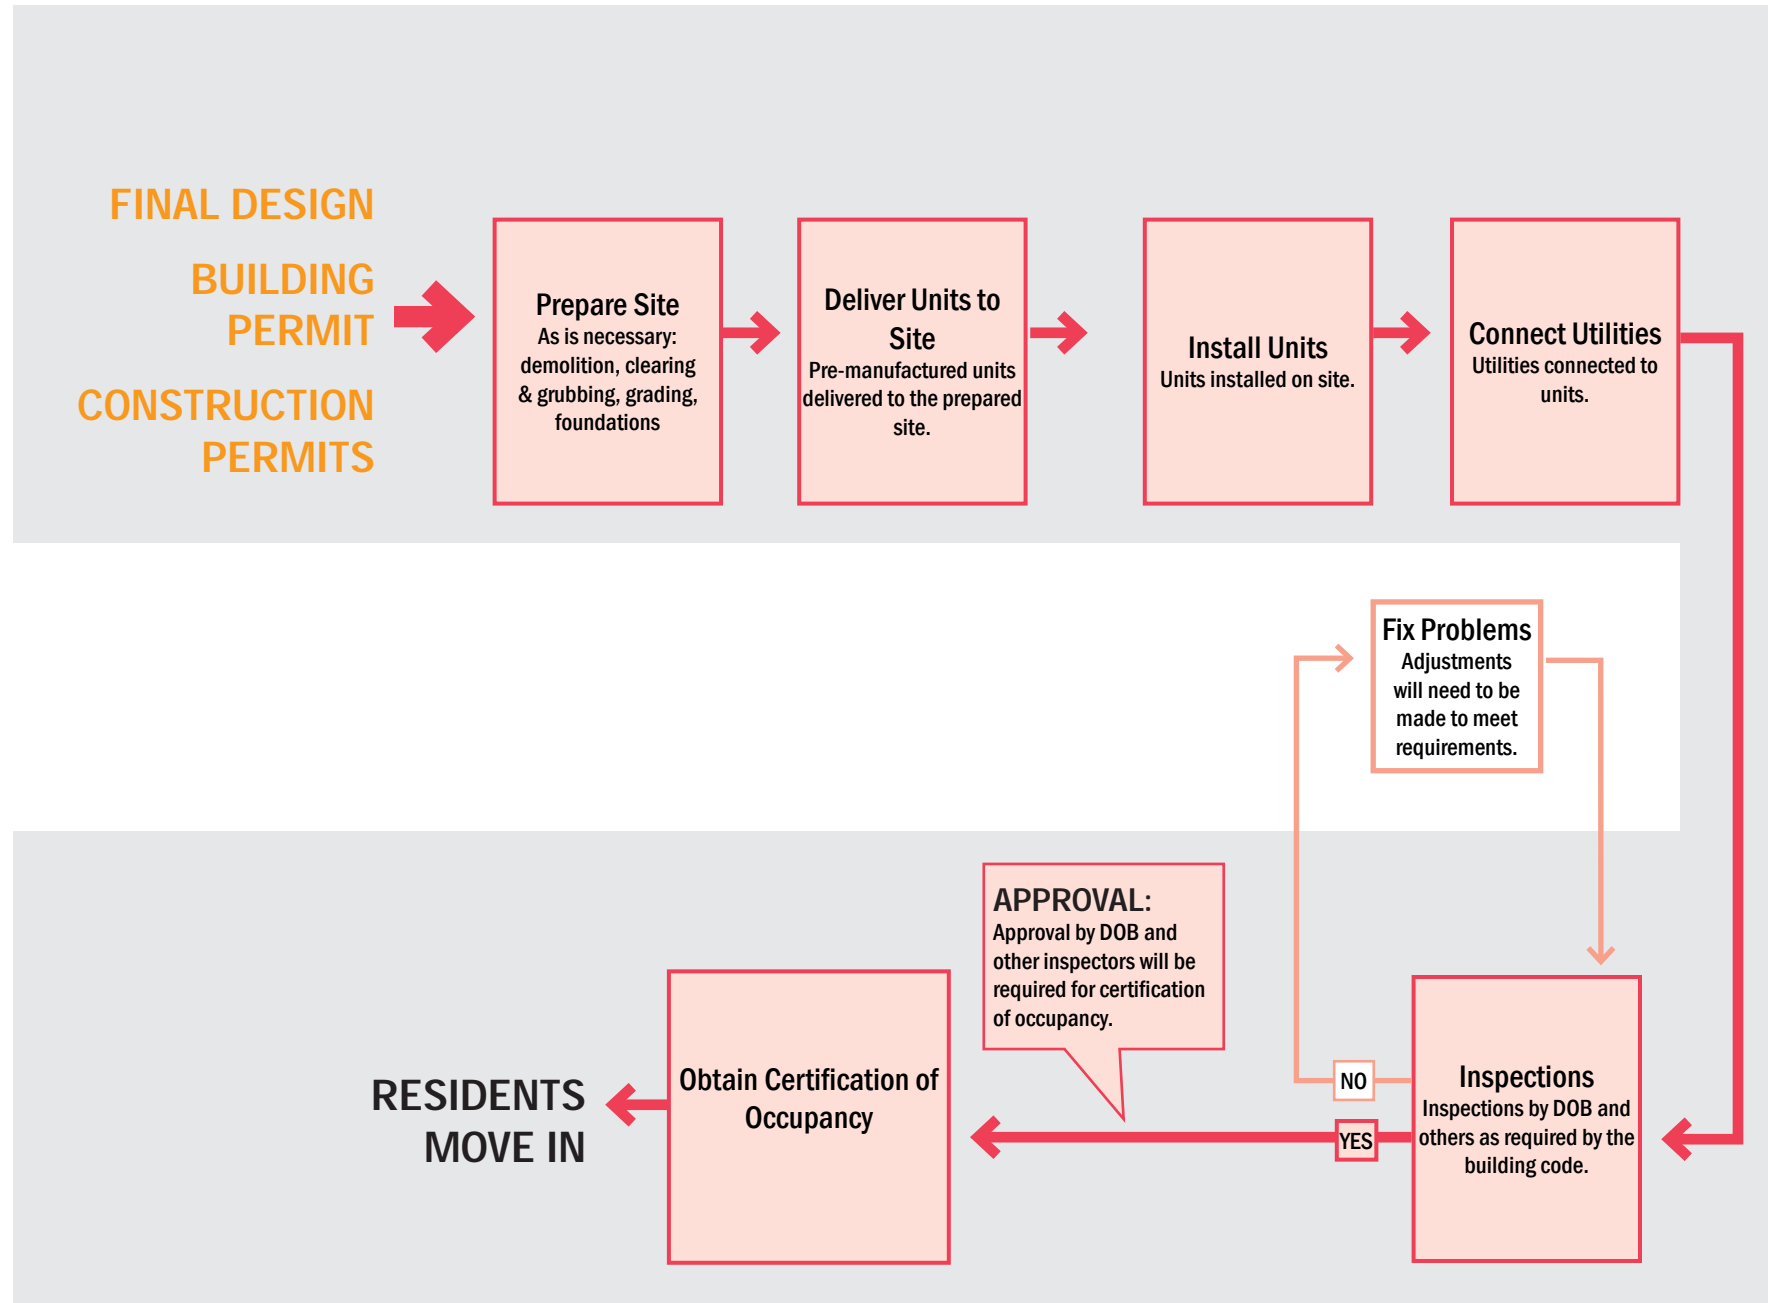 FINAL DESIGN
BUILDING
PERMIT
CONSTRUCTION
PERMITS
Prepare Site
As is necessary:
demolition, clearing
& grubbing, grading,
foundations
Deliver Units to
Site
Pre-manufactured units
delivered to the prepared
site.
Install Units
Units installed on site.
Connect Utilities
Utilities connected to
units.
Fix Problems
Adjustments
will need to be
made to meet
requirements.
Inspections
Inspections by DOB and
others as required by the
building code.
NO
YES
APPROVAL:
Approval by DOB and
other inspectors will be
required for certification
of occupancy.
Obtain Certification of
Occupancy
RESIDENTS
MOVE IN